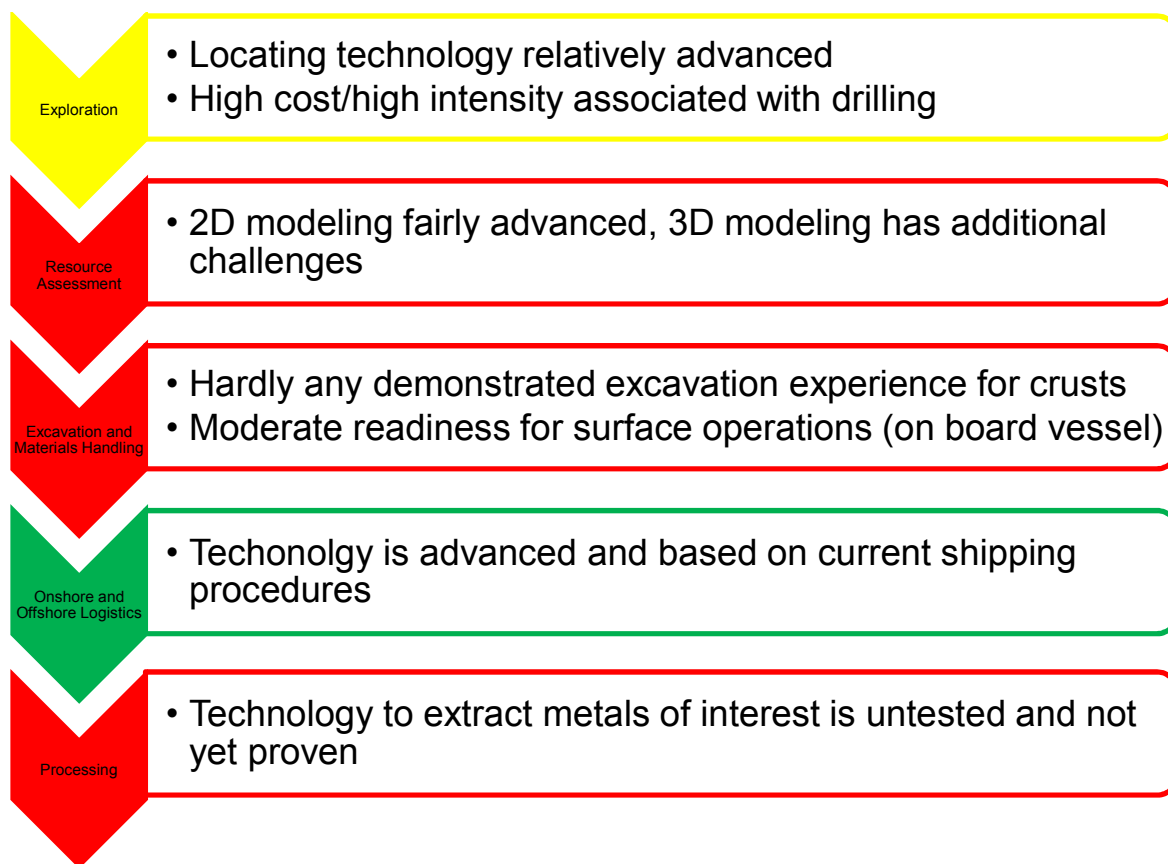 Exploration
• Locating technology relatively advanced
• High cost/high intensity associated with drilling
Resource
Assessment
• 2D modeling fairly advanced, 3D modeling has additional
challenges
Excavation and
Materials Handling
• Hardly any demonstrated excavation experience for crusts
• Moderate readiness for surface operations (on board vessel)
Onshore and
Offshore Logistics
• Techonolgy is advanced and based on current shipping
procedures
Processing
• Technology to extract metals of interest is untested and not
yet proven